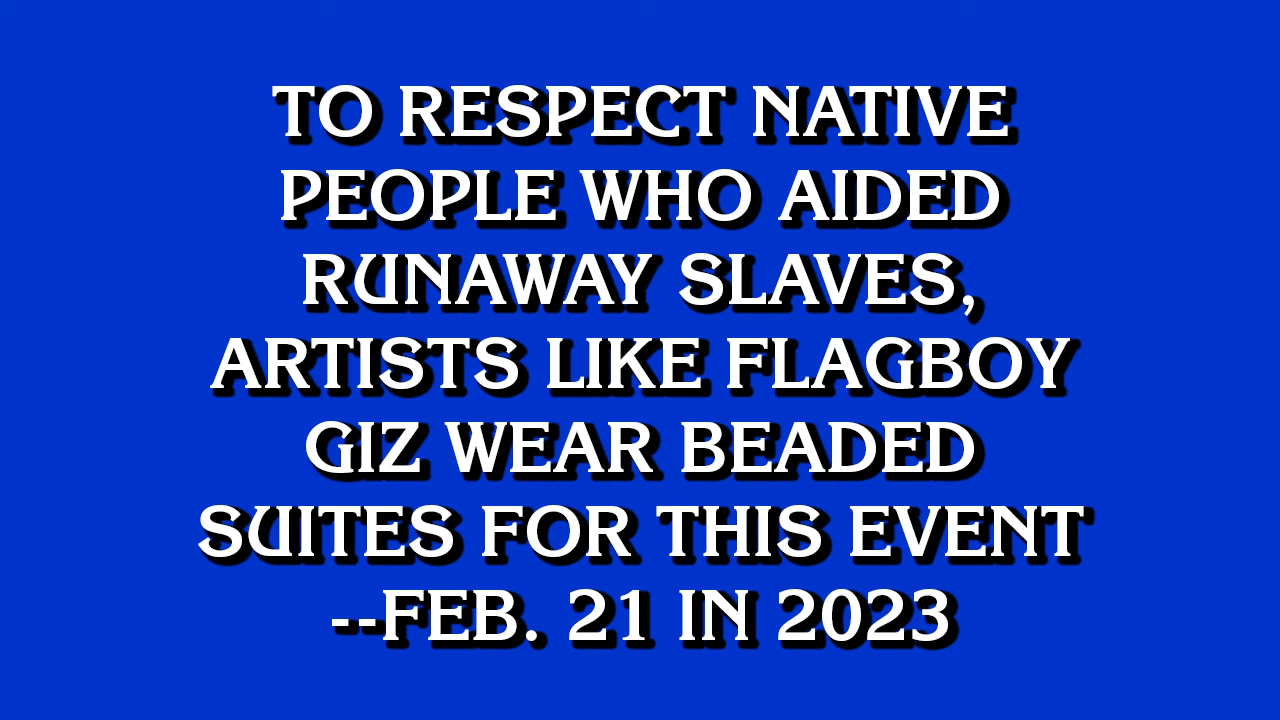 TO RESPECT NATIVE
PEOPLE WHO AIDED
RUNAWAY SLAVES,
ARTISTS LIKE FLAGBOY
GIZ WEAR BEADED
SUITES FOR THIS EVENT
--FEB. 21 IN 2023